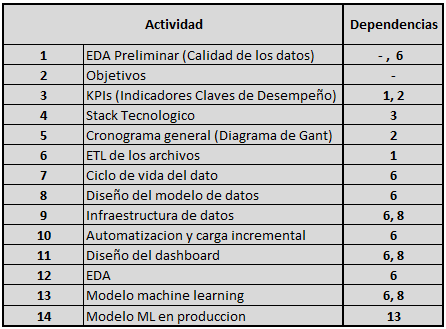 Actividad Dependencias
1 EDA Preliminar (Calidad de los datos) - , 6
2 Objetivos -
3 KPIs (Indicadores Claves de Desempeño) 1, 2
4 Stack Tecnologico 3
5 Cronograma general (Diagrama de Gant) 2
6 ETL de los archivos 1
7 Ciclo de vida del dato 6
8 Diseño del modelo de datos 6
9 Infraestructura de datos 6, 8
10 Automatizacion y carga incremental 6
11 Diseño del dashboard 6, 8
12 EDA 6
13 Modelo machine learning 6, 8
14 Modelo ML en produccion 13